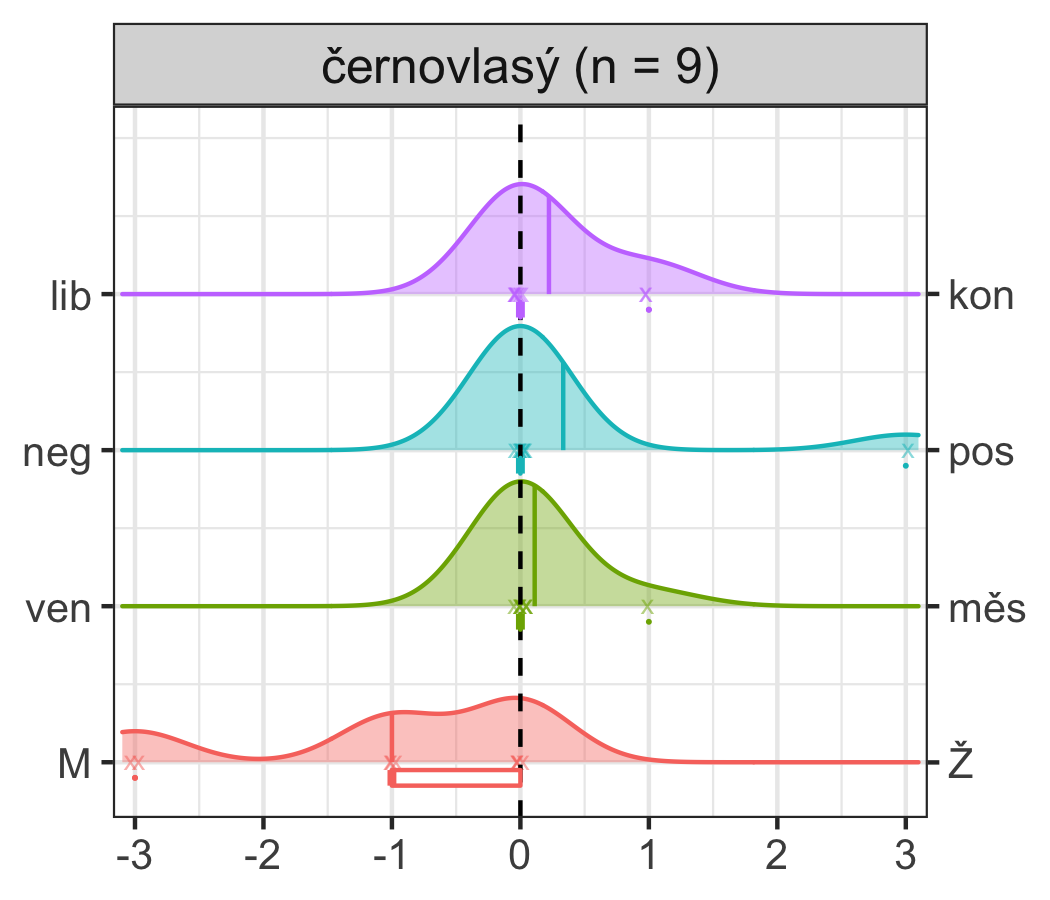 černovlasý (n = 9)
lib kon
neg pos
ven měs
M Ž
-3 -2 -1 0 1 2 3